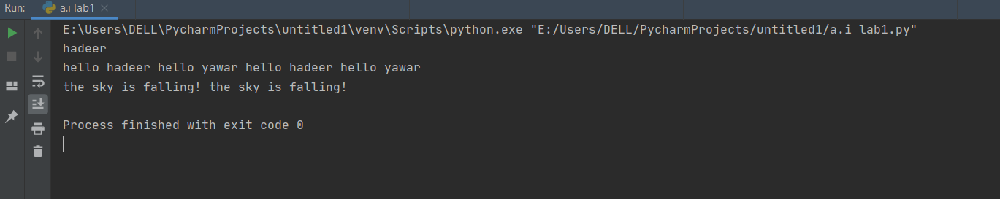 Run: a.i lab1
E:\Users\DELL\PycharmProjects\untitled1\venv\Scripts\python.exe "E:/Users/DELL/PycharmProjects/untitled1/a.i lab1.py"
hadeer
hello hadeer hello yawar hello hadeer hello yawar
the sky is falling! the sky is falling!
Process finished with exit code 0